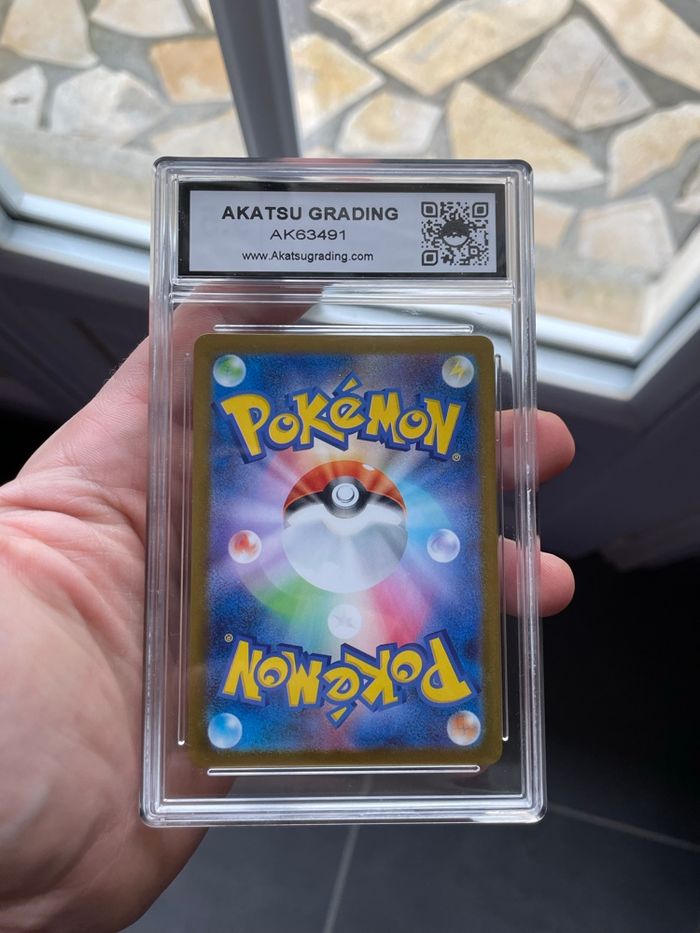 AKATSU GRADING
AK63491
www.Akatsugrading.com
POKéMON
®
®
POKéMON